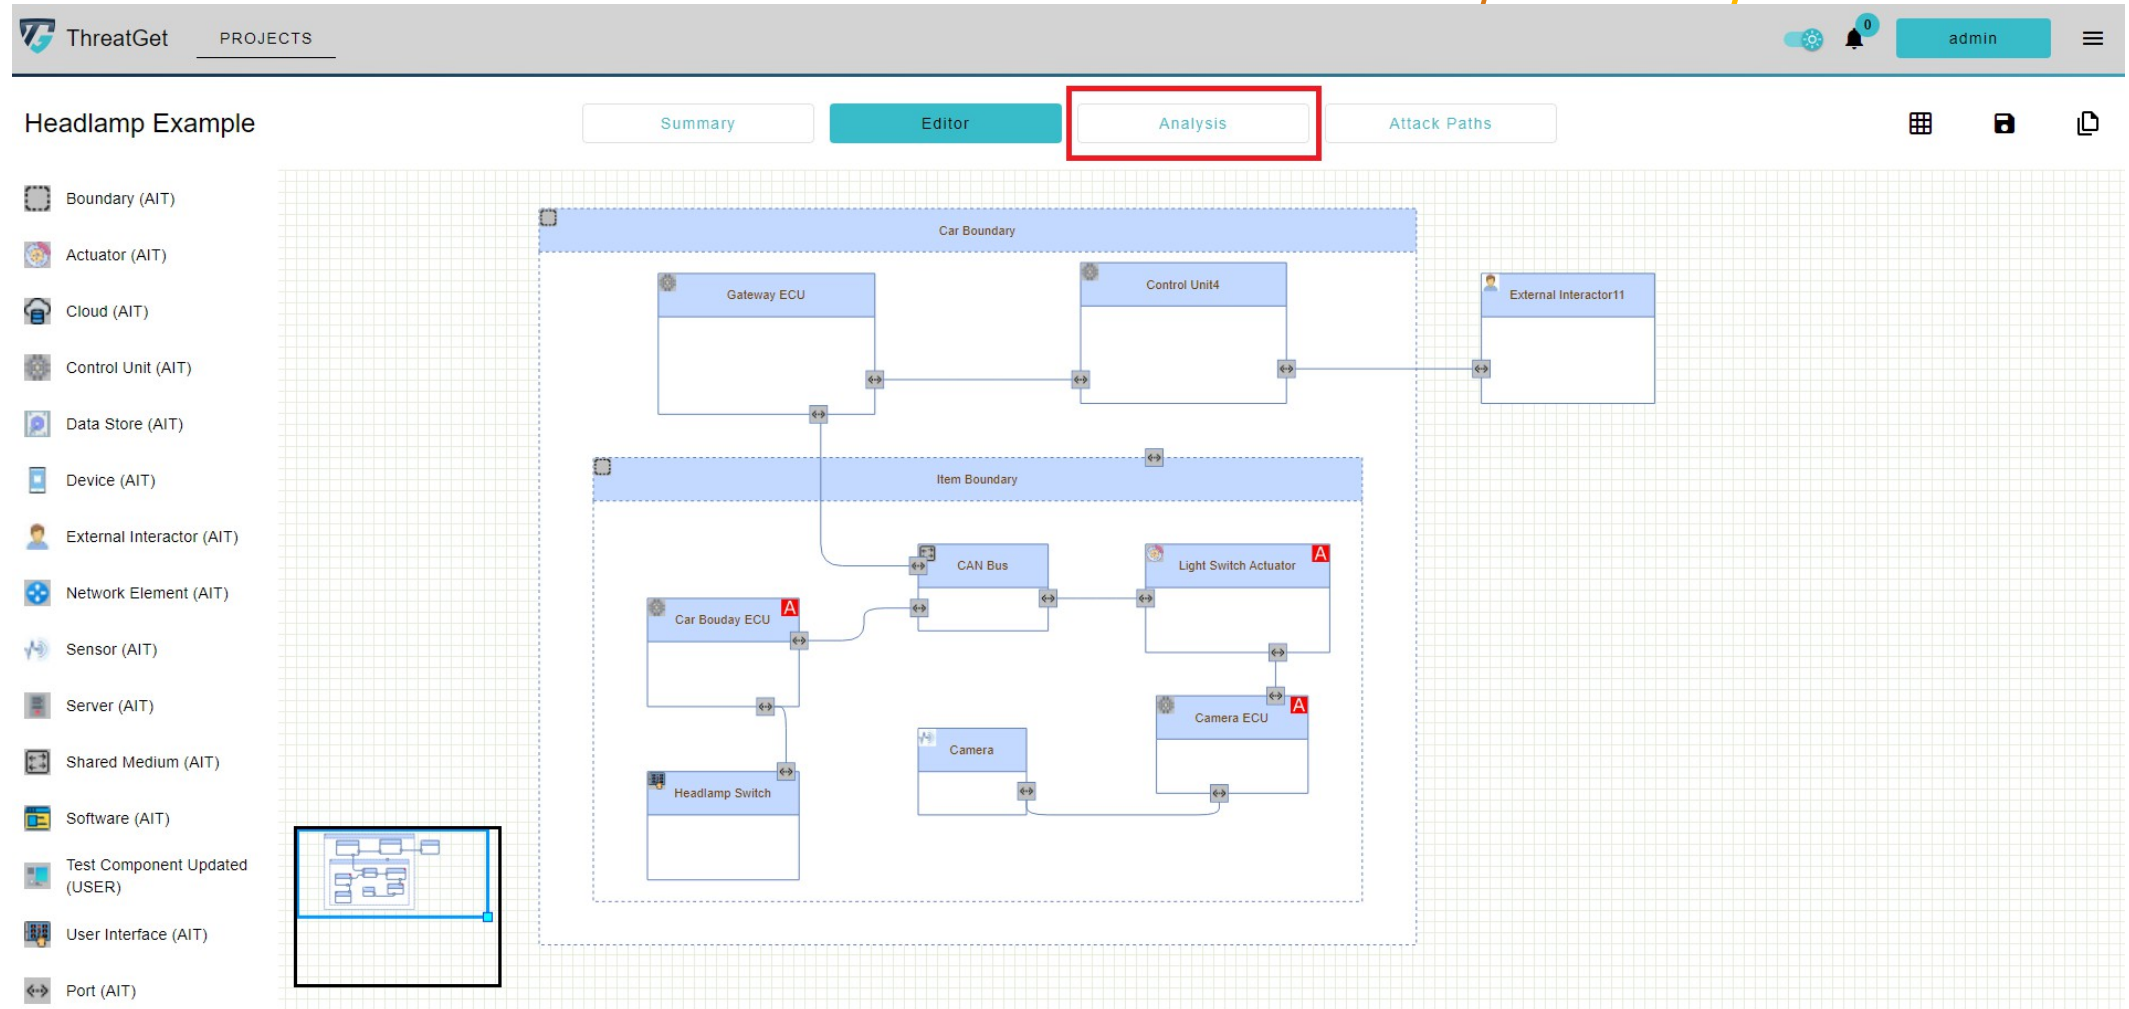 ThreatGet
PROJECTS
0
admin
Headlamp Example
Summary
Editor
Analysis
Attack Paths
Boundary (AIT)
Actuator (AIT)
Cloud (AIT)
Control Unit (AIT)
Data Store (AIT)
Device (AIT)
External Interactor (AIT)
Network Element (AIT)
Sensor (AIT)
Server (AIT)
Shared Medium (AIT)
Software (AIT)
Test Component Updated
(USER)
User Interface (AIT)
Port (AIT)
Car Boundary
Gateway ECU
Control Unit4
External Interactor11
Item Boundary
CAN Bus
Light Switch Actuator
A
Car Bouday ECU
A
Camera ECU
A
Camera
Headlamp Switch